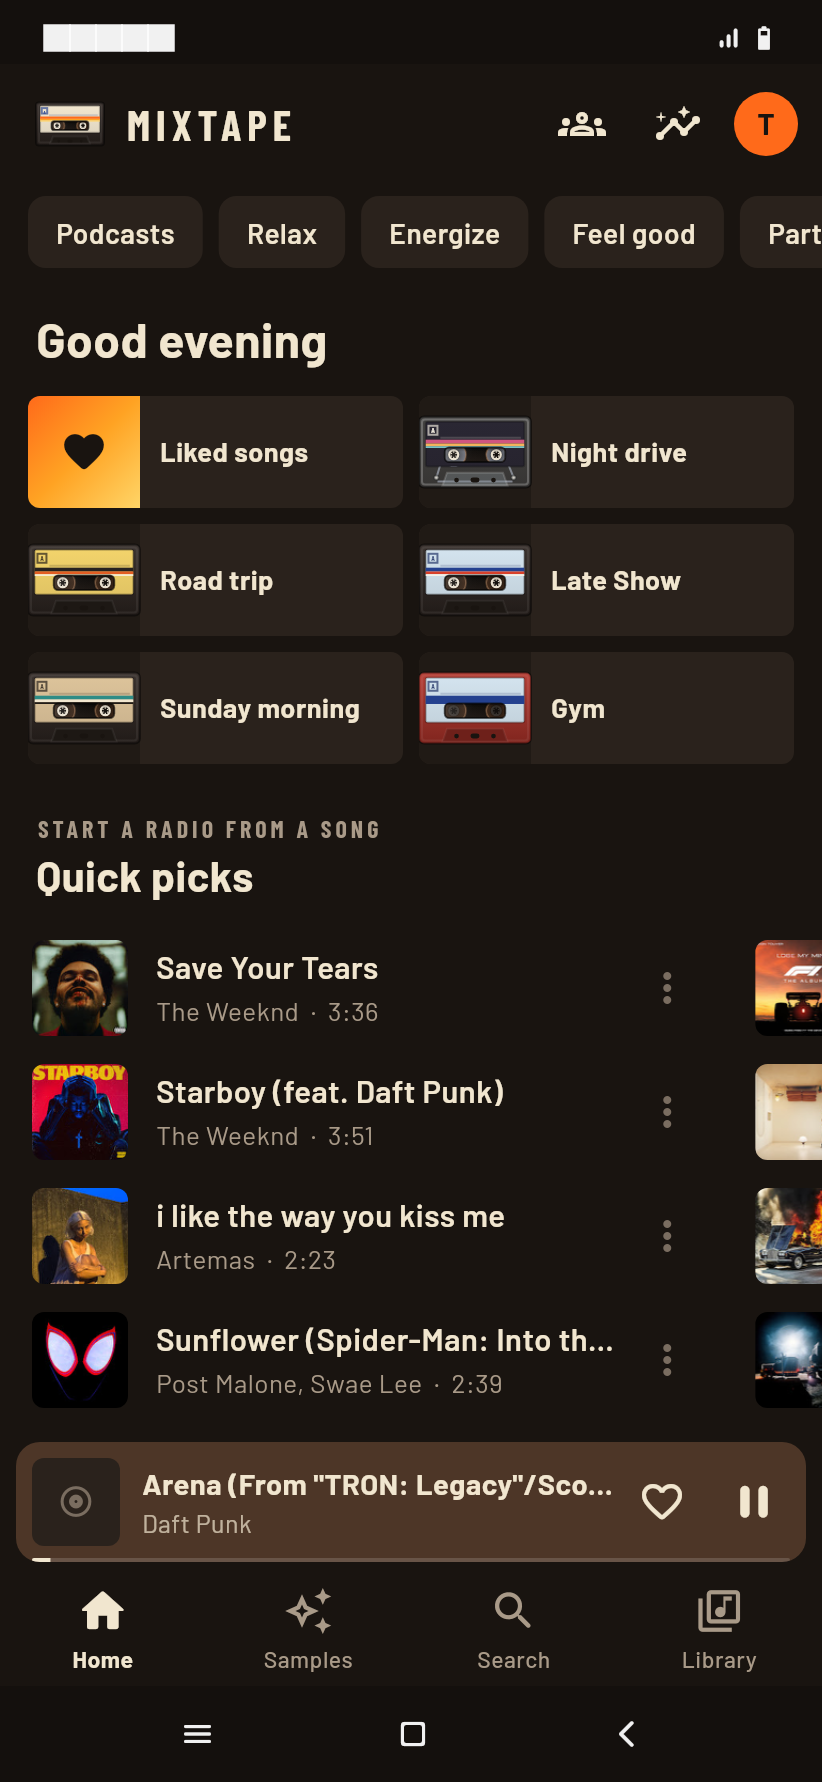 MIXTAPE
T
Podcasts
Relax
Energize
Feel good
Part
Good evening
Liked songs
Night drive
Road trip
Late Show
Sunday morning
Gym
START A RADIO FROM A SONG
Quick picks
Save Your Tears
The Weeknd · 3:36
STARBOY
Starboy (feat. Daft Punk)
The Weeknd · 3:51
i like the way you kiss me
Artemas · 2:23
Sunflower (Spider-Man: Into th...
Post Malone, Swae Lee · 2:39
Arena (From "TRON: Legacy"/Sco...
Daft Punk
Home
Samples
Search
Library